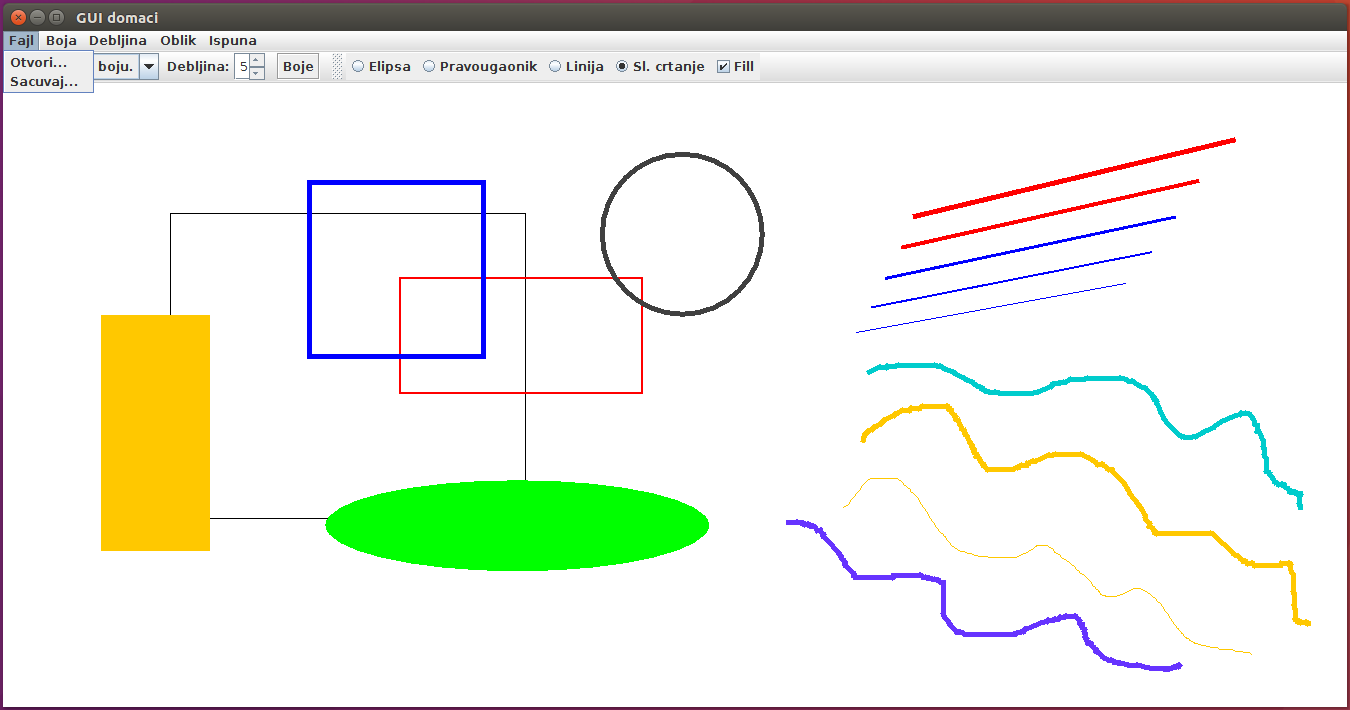 GUI domaci
Fajl Boja Debljina Oblik Ispuna
Otvori...
Sacuvaj...
boju. Debljina: 5 Boje Elipsa Pravougaonik Linija Sl. crtanje Fill